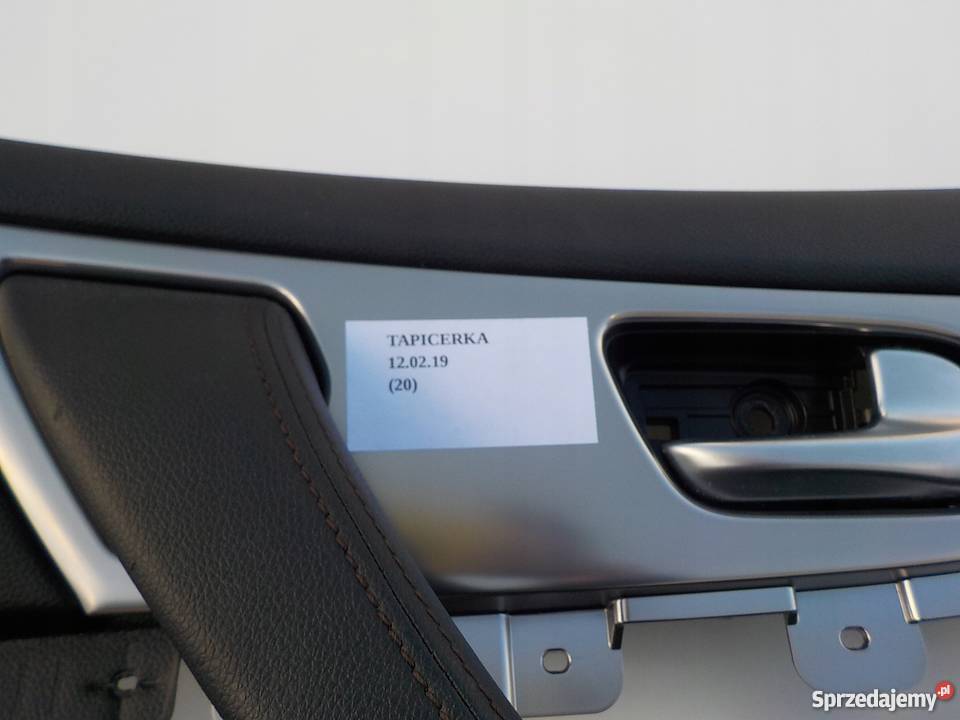 TAPICERKA
12.02.19
(20)
Sprzedajemy.pl